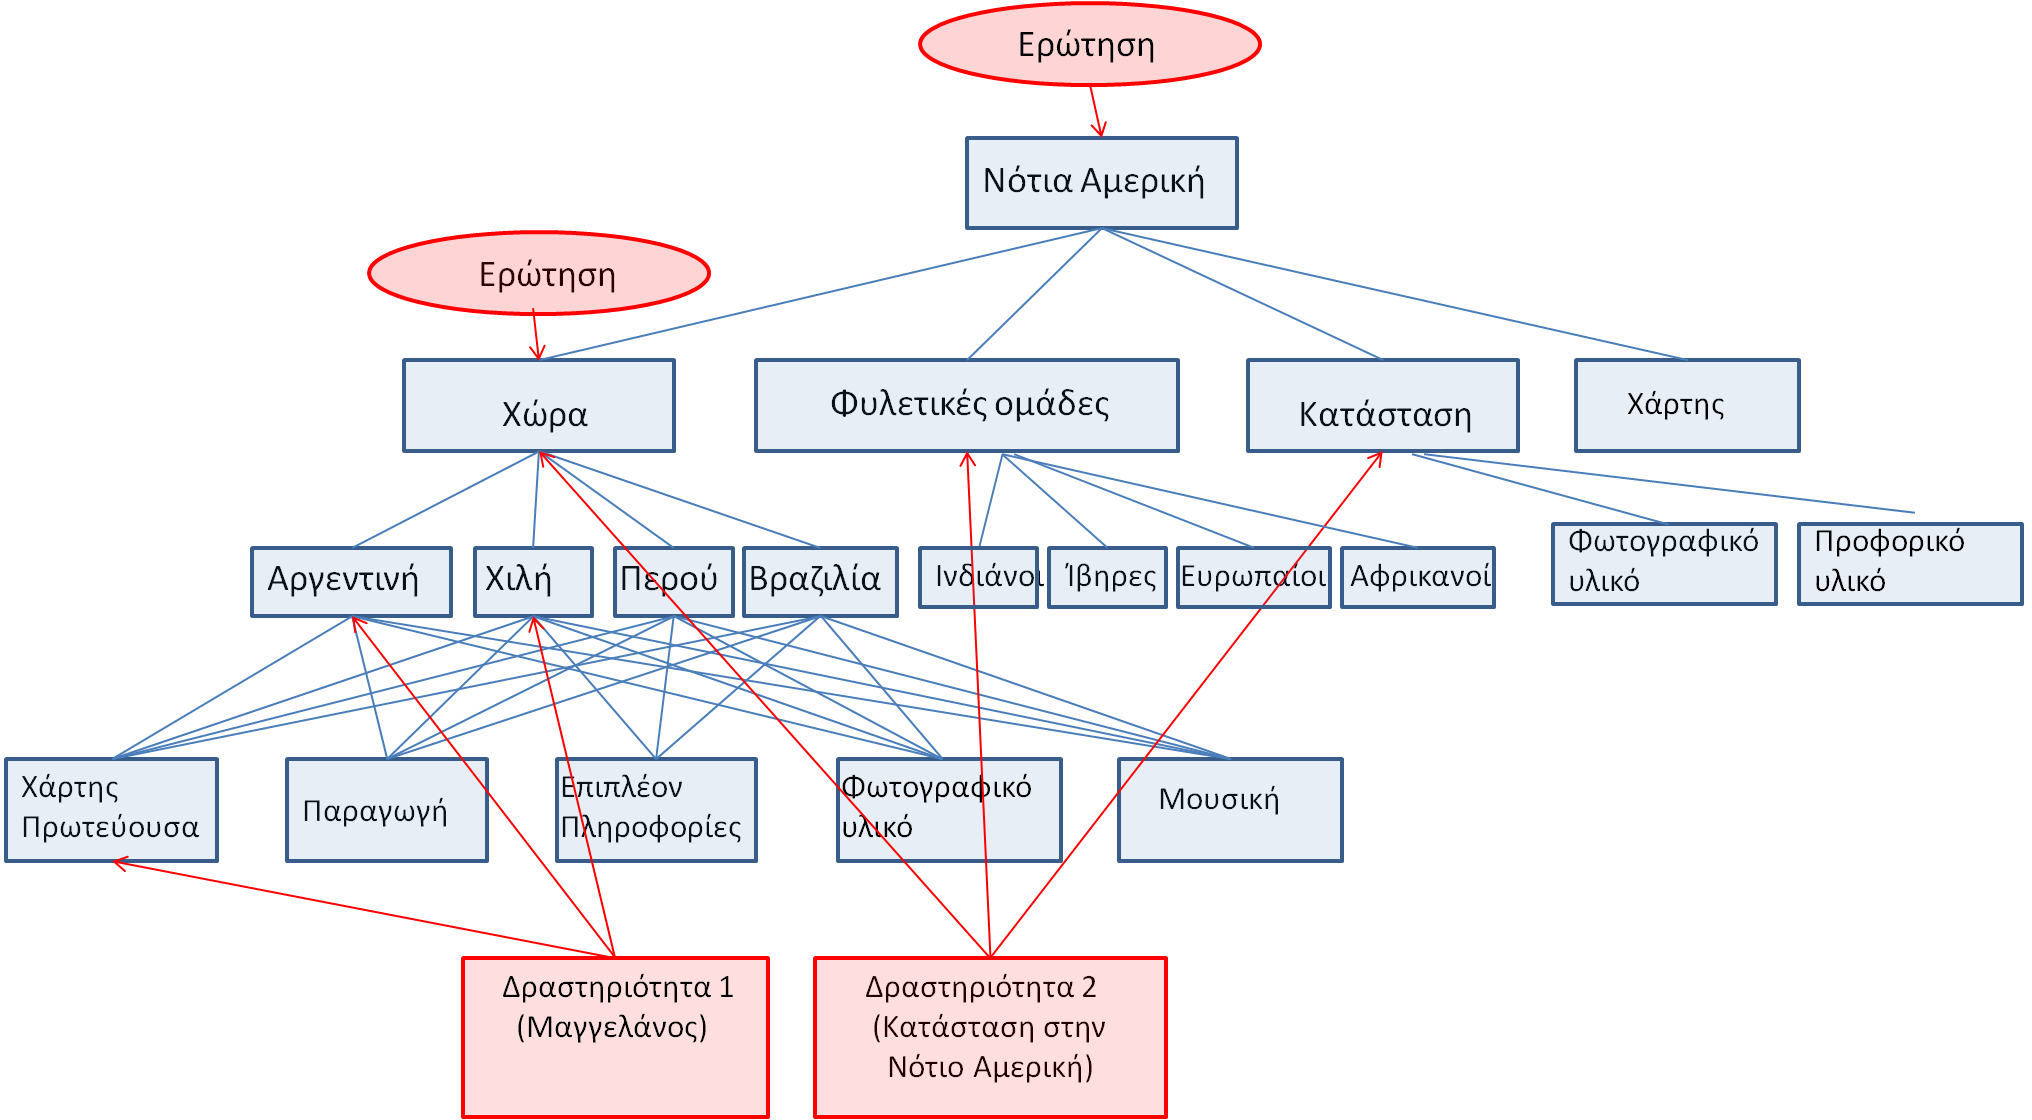 Ερώτηση
Νότια Αμερική
Ερώτηση
Χώρα
Φυλετικές ομάδες
Κατάσταση
Χάρτης
Αργεντινή
Χιλή
Περού
Βραζιλία
Ινδιάνοι
Ίβηρες
Ευρωπαίοι
Αφρικανοί
Φωτογραφικό
υλικό
Προφορικό
υλικό
Χάρτης
Πρωτεύουσα
Παραγωγή
Επιπλέον
Πληροφορίες
Φωτογραφικό
υλικό
Μουσική
Δραστηριότητα 1
(Μαγγελάνος)
Δραστηριότητα 2
(Κατάσταση στην
Νότιο Αμερική)